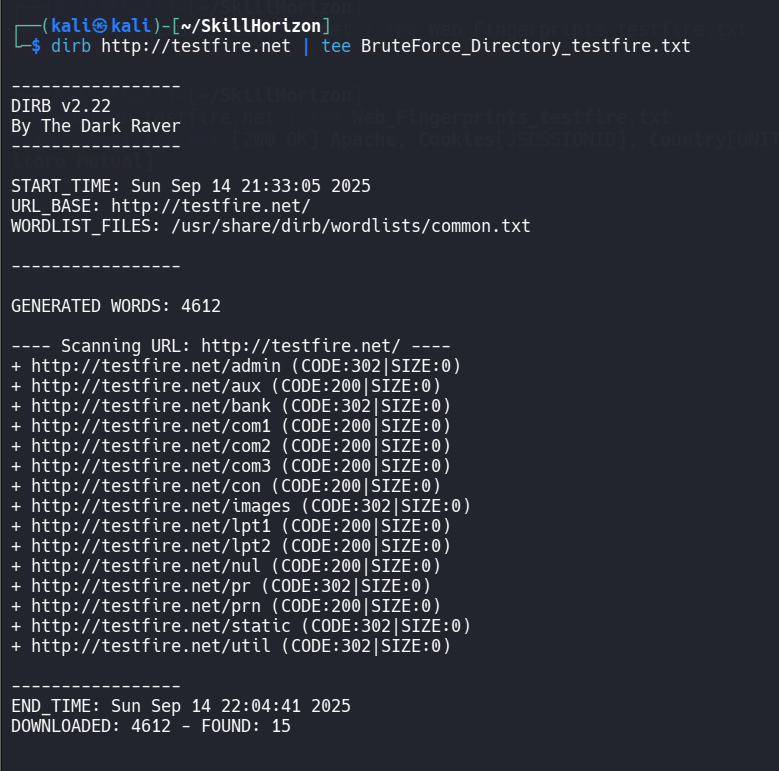 ┌──(kali㉿kali)-[~/SkillHorizon]
└─$ dirb http://testfire.net | tee BruteForce_Directory_testfire.txt
-----------------
DIRB v2.22
By The Dark Raver
-----------------
START_TIME: Sun Sep 14 21:33:05 2025
URL_BASE: http://testfire.net/
WORDLIST_FILES: /usr/share/dirb/wordlists/common.txt
-----------------
GENERATED WORDS: 4612
---- Scanning URL: http://testfire.net/ ----
+ http://testfire.net/admin (CODE:302|SIZE:0)
+ http://testfire.net/aux (CODE:200|SIZE:0)
+ http://testfire.net/bank (CODE:302|SIZE:0)
+ http://testfire.net/com1 (CODE:200|SIZE:0)
+ http://testfire.net/com2 (CODE:200|SIZE:0)
+ http://testfire.net/com3 (CODE:200|SIZE:0)
+ http://testfire.net/con (CODE:200|SIZE:0)
+ http://testfire.net/images (CODE:302|SIZE:0)
+ http://testfire.net/lpt1 (CODE:200|SIZE:0)
+ http://testfire.net/lpt2 (CODE:200|SIZE:0)
+ http://testfire.net/nul (CODE:200|SIZE:0)
+ http://testfire.net/pr (CODE:302|SIZE:0)
+ http://testfire.net/prn (CODE:200|SIZE:0)
+ http://testfire.net/static (CODE:302|SIZE:0)
+ http://testfire.net/util (CODE:302|SIZE:0)
-----------------
END_TIME: Sun Sep 14 22:04:41 2025
DOWNLOADED: 4612 - FOUND: 15